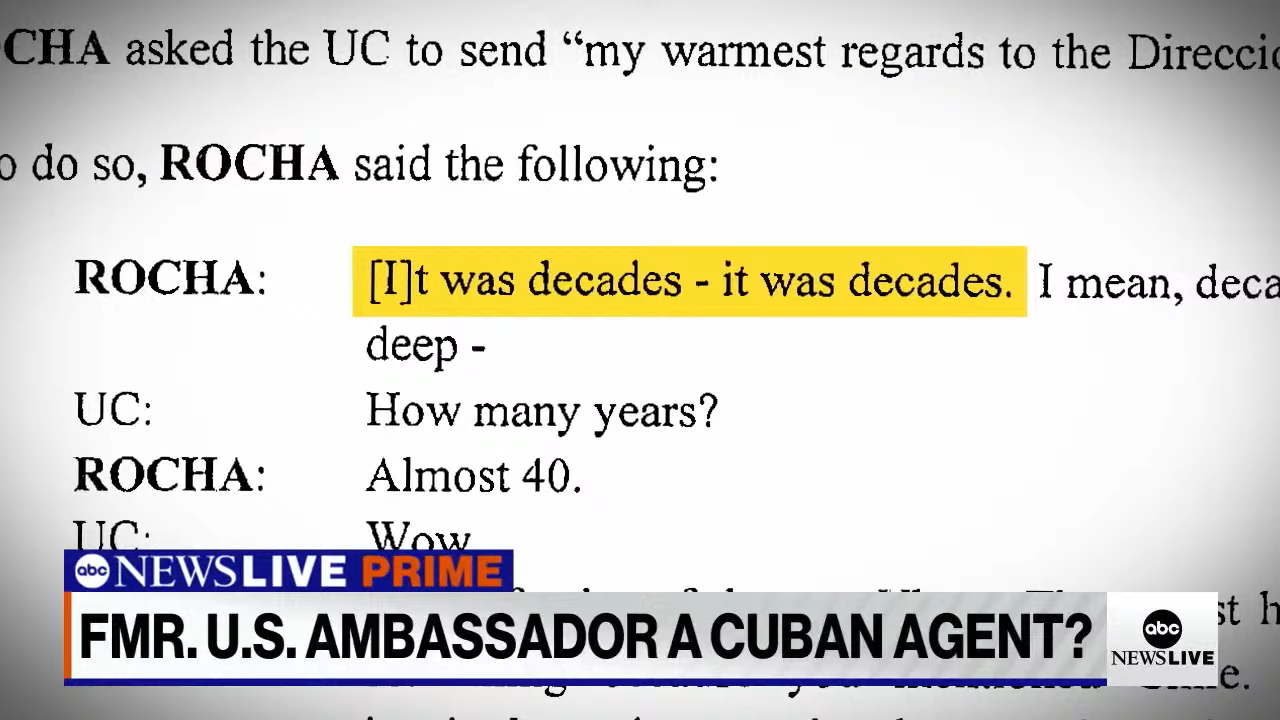 CHA asked the UC to send “my warmest regards to the Direcció
o do so, ROCHA said the following:
ROCHA: [I]t was decades - it was decades. I mean, deca
deep -
UC: How many years?
ROCHA: Almost 40.
UC: Wow
abc NEWS LIVE PRIME
FMR. U.S. AMBASSADOR A CUBAN AGENT?
abc
NEWS LIVE